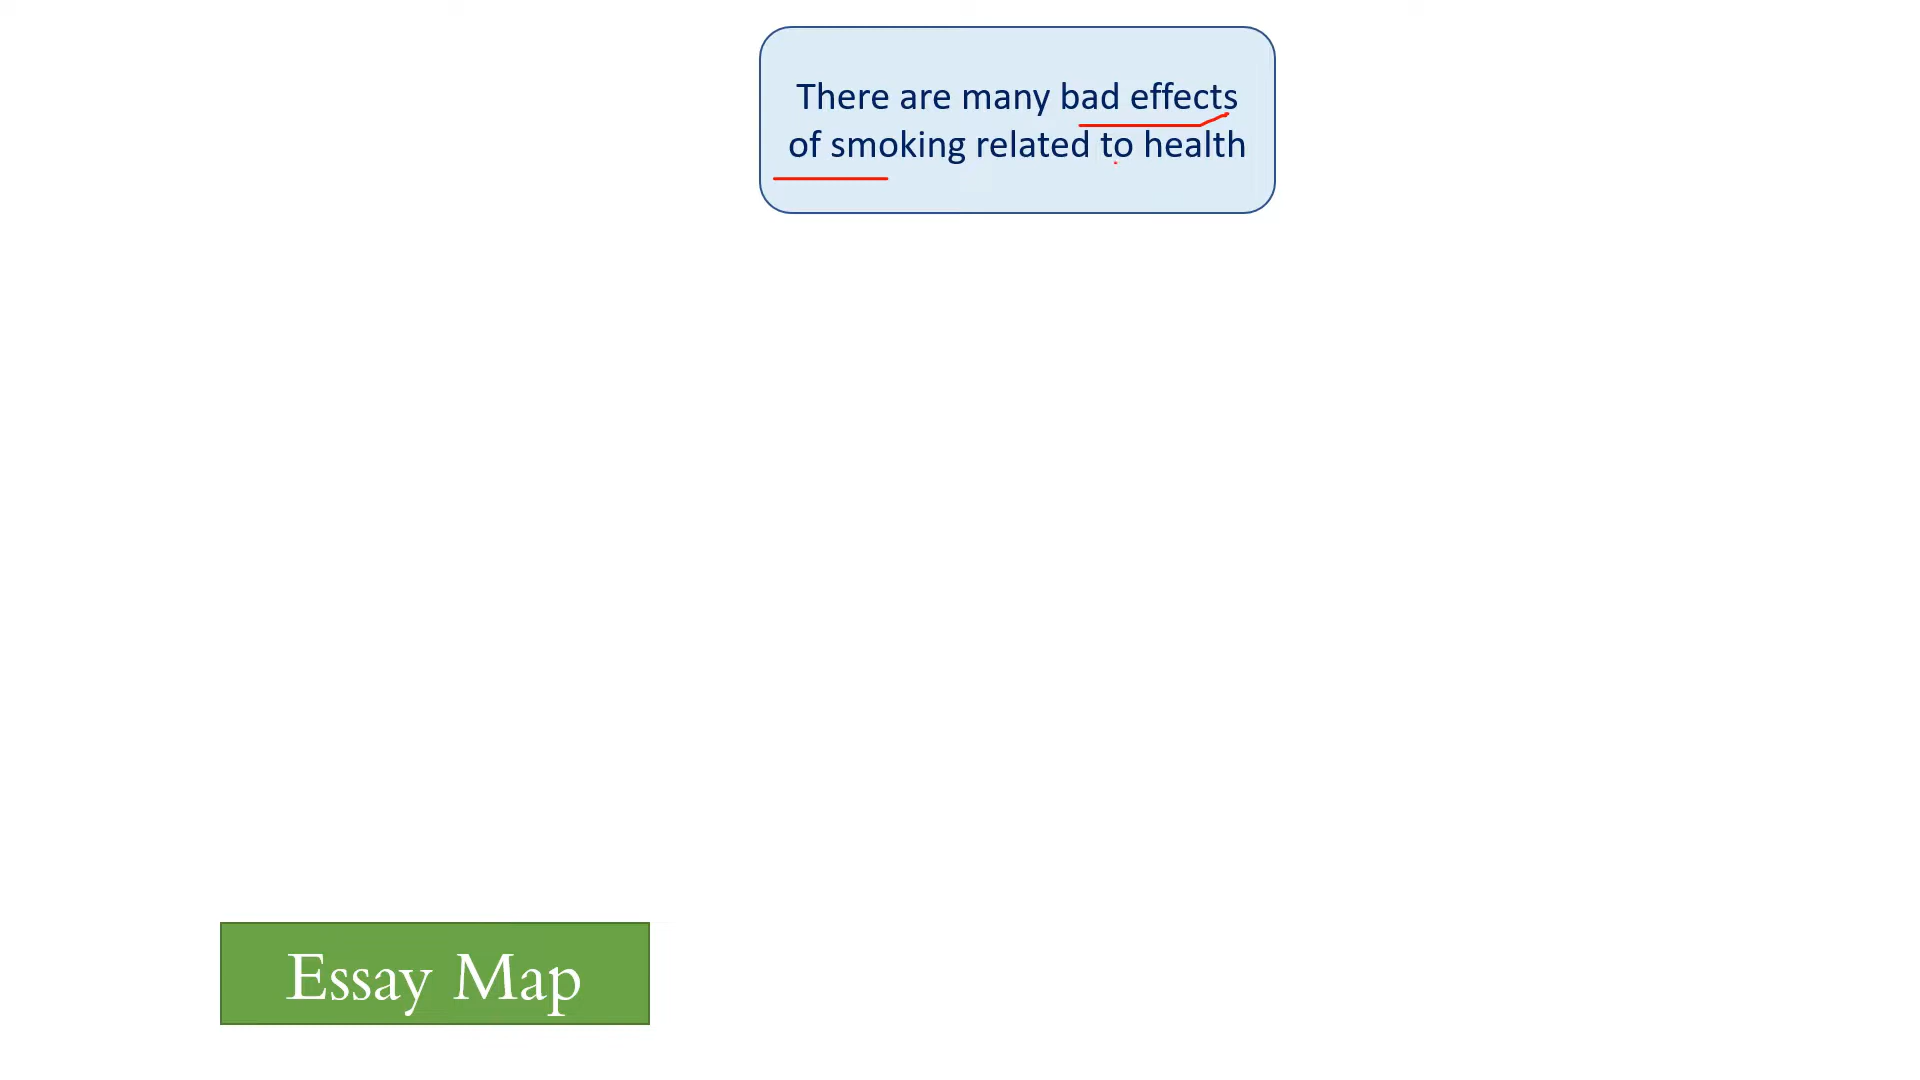 There are many bad effects
of smoking related to health
Essay Map